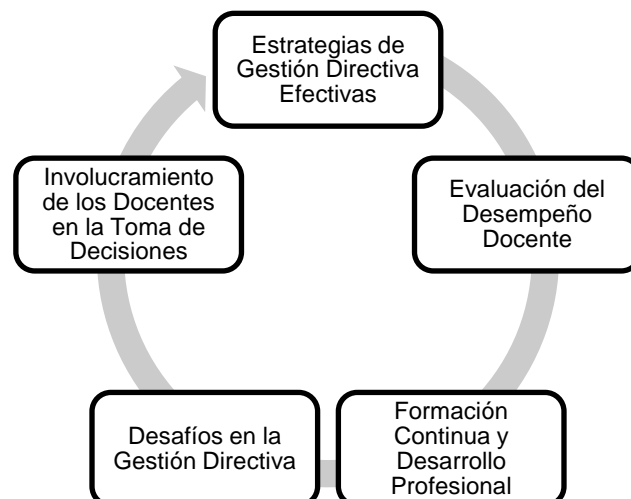 Estrategias de
Gestión Directiva
Efectivas
Evaluación del
Desempeño
Docente
Formación
Continua y
Desarrollo
Profesional
Desafíos en la
Gestión Directiva
Involucramiento
de los Docentes
en la Toma de
Decisiones